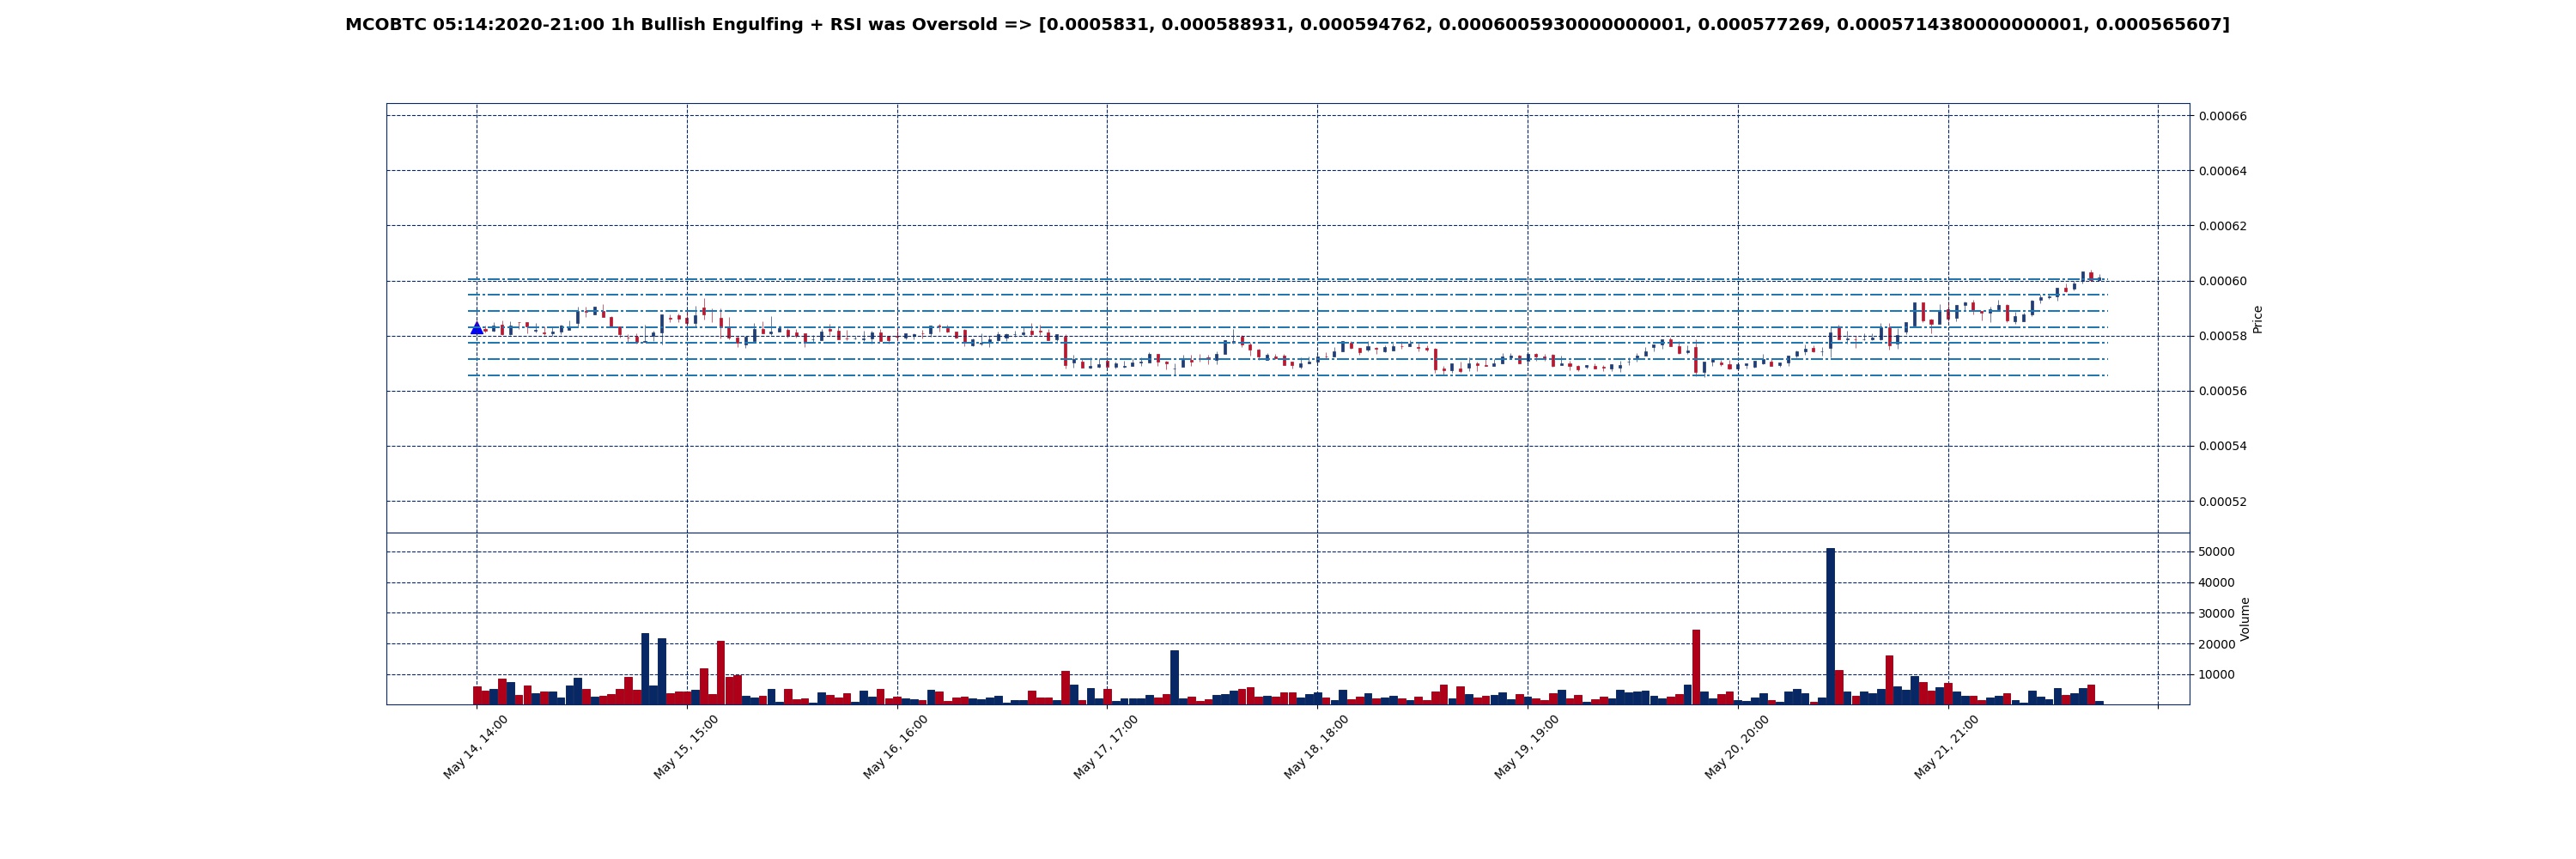 MCOBTC 05:14:2020-21:00 1h Bullish Engulfing + RSI was Oversold => [0.0005831, 0.000588931, 0.000594762, 0.0006005930000000001, 0.000577269, 0.0005714380000000001, 0.000565607]
0.00066
0.00064
0.00062
0.00060
0.00058
0.00056
0.00054
0.00052
Price
50000
40000
30000
20000
10000
Volume
May 14, 14:00
May 15, 15:00
May 16, 16:00
May 17, 17:00
May 18, 18:00
May 19, 19:00
May 20, 20:00
May 21, 21:00